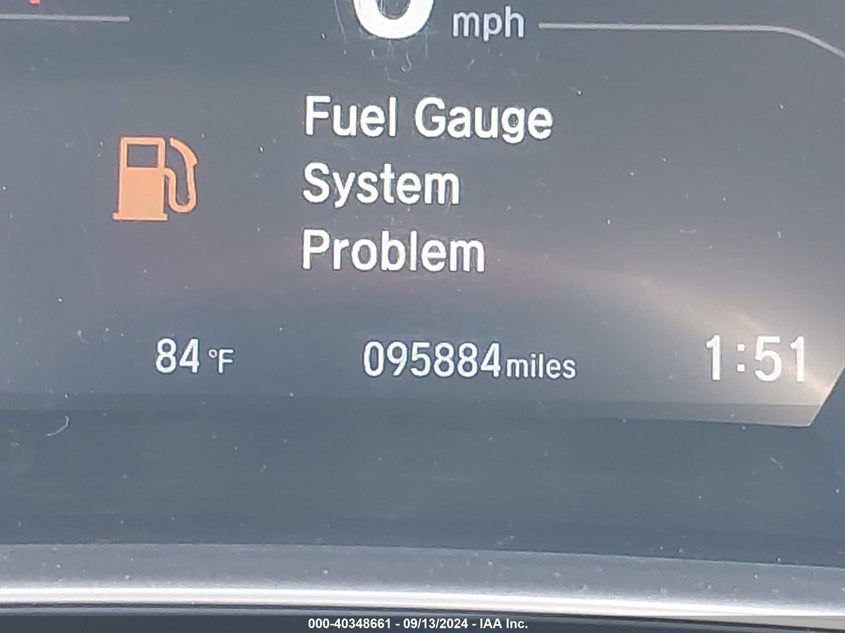 mph
Fuel Gauge
System
Problem
84 °F 095884 miles 1:51
000-40348661 - 09/13/2024 - IAA Inc.